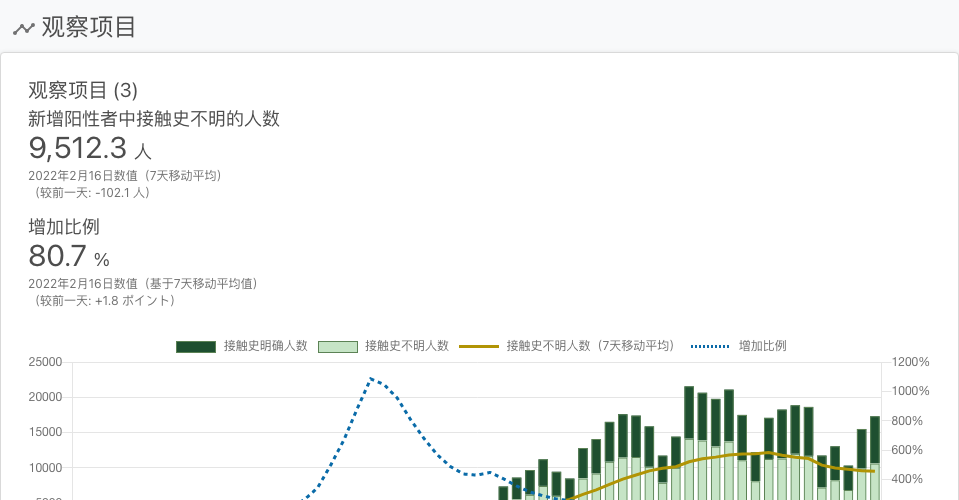 观察项目
观察项目 (3)
新增阳性者中接触史不明的人数
9,512.3 人
2022年2月16日数值（7天移动平均）
（较前一天: -102.1 人）
增加比例
80.7 %
2022年2月16日数值（基于7天移动平均值）
（较前一天: +1.8 ポイント）
接触史明确人数 接触史不明人数 接触史不明人数（7天移动平均） 增加比例
25000 1200%
20000 1000%
15000 800%
10000 600%
400%
5000